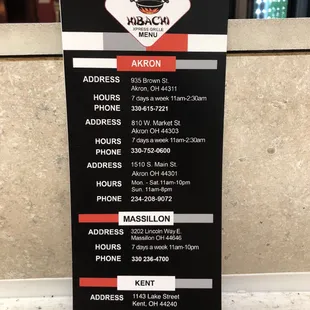 HIBACHI
XPRESS GRILLE
MENU
AKRON
ADDRESS 935 Brown St.
Akron, OH 44311
HOURS 7 days a week 11am-2:30am
PHONE 330-615-7221
ADDRESS 810 W. Market St
Akron, OH 44303
HOURS 7 days a week 11am-2:30am
PHONE 330-752-0600
ADDRESS 1510 S. Main St.
Akron, OH 44301
HOURS Mon. - Sat. 11am-10pm
Sun. 11am-8pm
PHONE 234-208-9072
MASSILLON
ADDRESS 3202 Lincoln Way E.
Massillon OH 44646
HOURS 7 days a week 11am-10pm
PHONE 330 236-4700
KENT
ADDRESS 1143 Lake Street
Kent, OH 44240